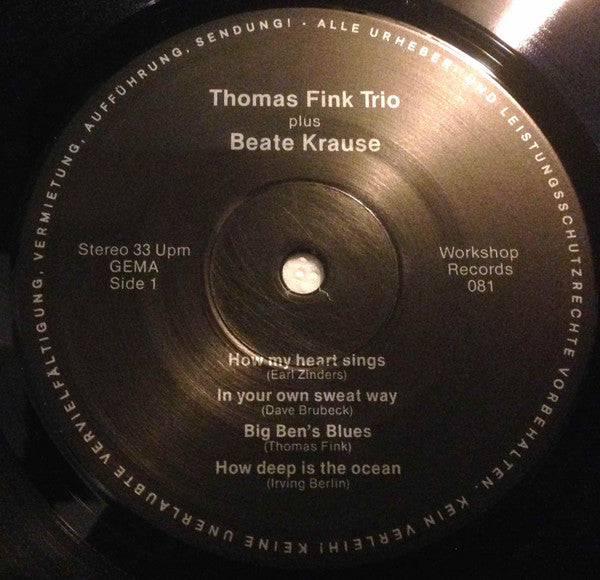 ALLE URHEBER- UND LEISTUNGSSCHUTZRECHTE VORBEHALTEN. KEIN VERLEIH! KEINE UNERLAUBTE VERVIELFÄLTIGUNG, VERMIETUNG, AUFFÜHRUNG, SENDUNG! ·
Thomas Fink Trio
plus
Beate Krause
Stereo 33 Upm
GEMA
Side 1
Workshop
Records
081
How my heart sings
(Earl Zinders)
In your own sweat way
(Dave Brubeck)
Big Ben's Blues
(Thomas Fink)
How deep is the ocean
(Irving Berlin)